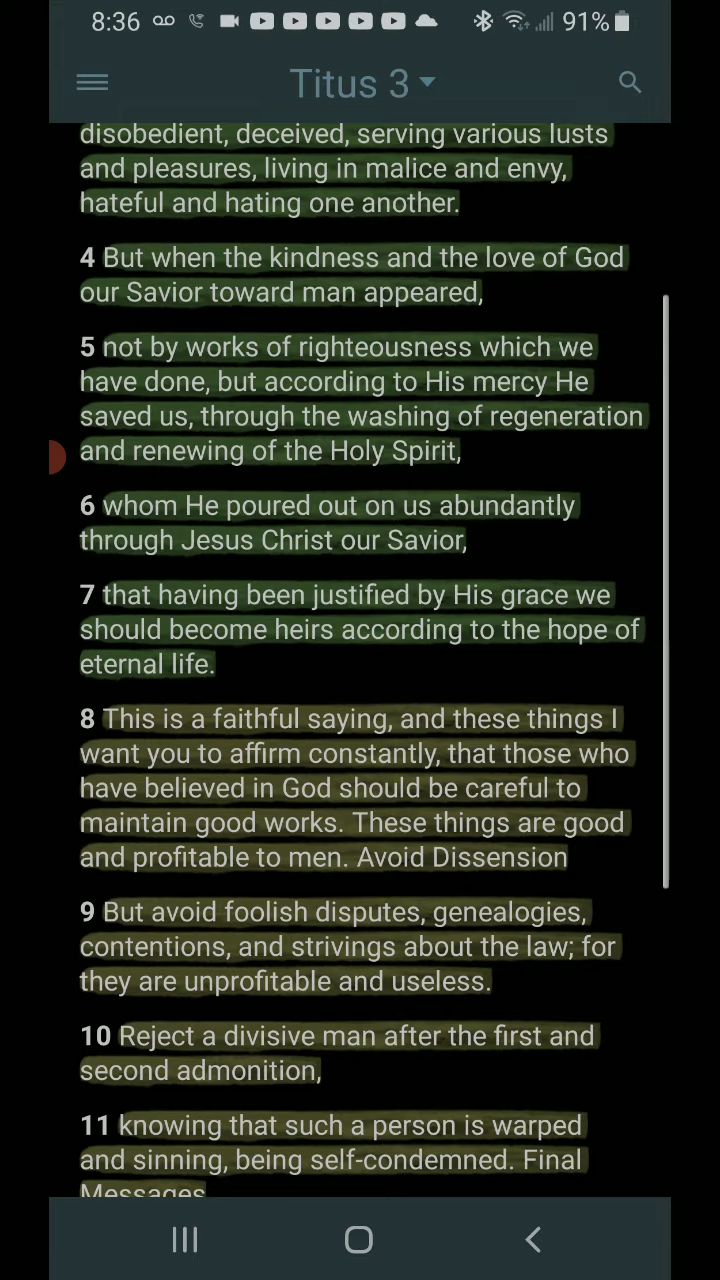 8:36
91%
Titus 3
disobedient, deceived, serving various lusts
and pleasures, living in malice and envy,
hateful and hating one another.
4 But when the kindness and the love of God
our Savior toward man appeared,
5 not by works of righteousness which we
have done, but according to His mercy He
saved us, through the washing of regeneration
and renewing of the Holy Spirit,
6 whom He poured out on us abundantly
through Jesus Christ our Savior,
7 that having been justified by His grace we
should become heirs according to the hope of
eternal life.
8 This is a faithful saying, and these things I
want you to affirm constantly, that those who
have believed in God should be careful to
maintain good works. These things are good
and profitable to men. Avoid Dissension
9 But avoid foolish disputes, genealogies,
contentions, and strivings about the law; for
they are unprofitable and useless.
10 Reject a divisive man after the first and
second admonition,
11 knowing that such a person is warped
and sinning, being self-condemned. Final
Messages